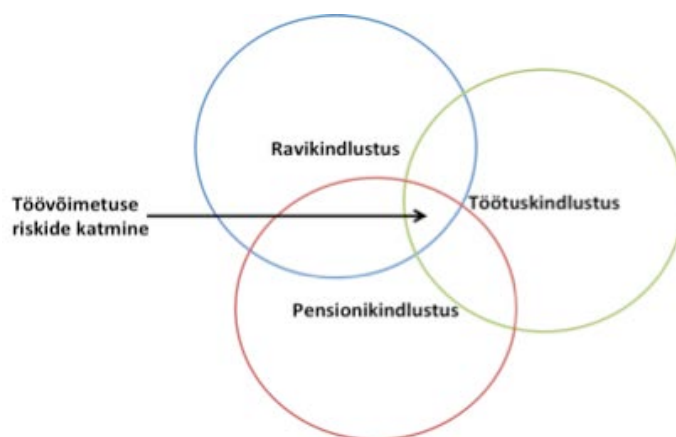 Ravikindlustus
Töövõimetuse
riskide katmine
Töötuskindlustus
Pensionikindlustus